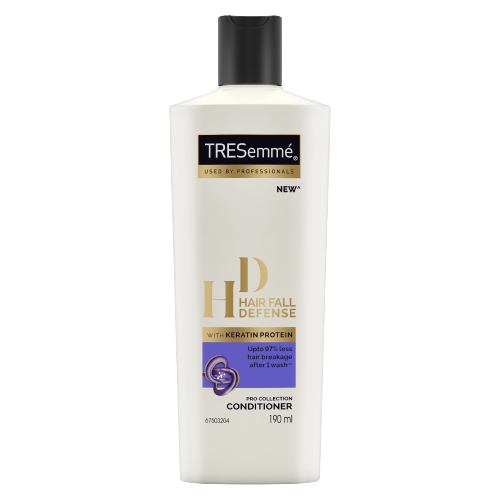 TRESemmé®
USED BY PROFESSIONALS
NEW^
HD
HAIR FALL
DEFENSE
WITH KERATIN PROTEIN
Upto 97% less
hair breakage
after 1 wash^^
PRO COLLECTION
CONDITIONER
67503204
190 ml